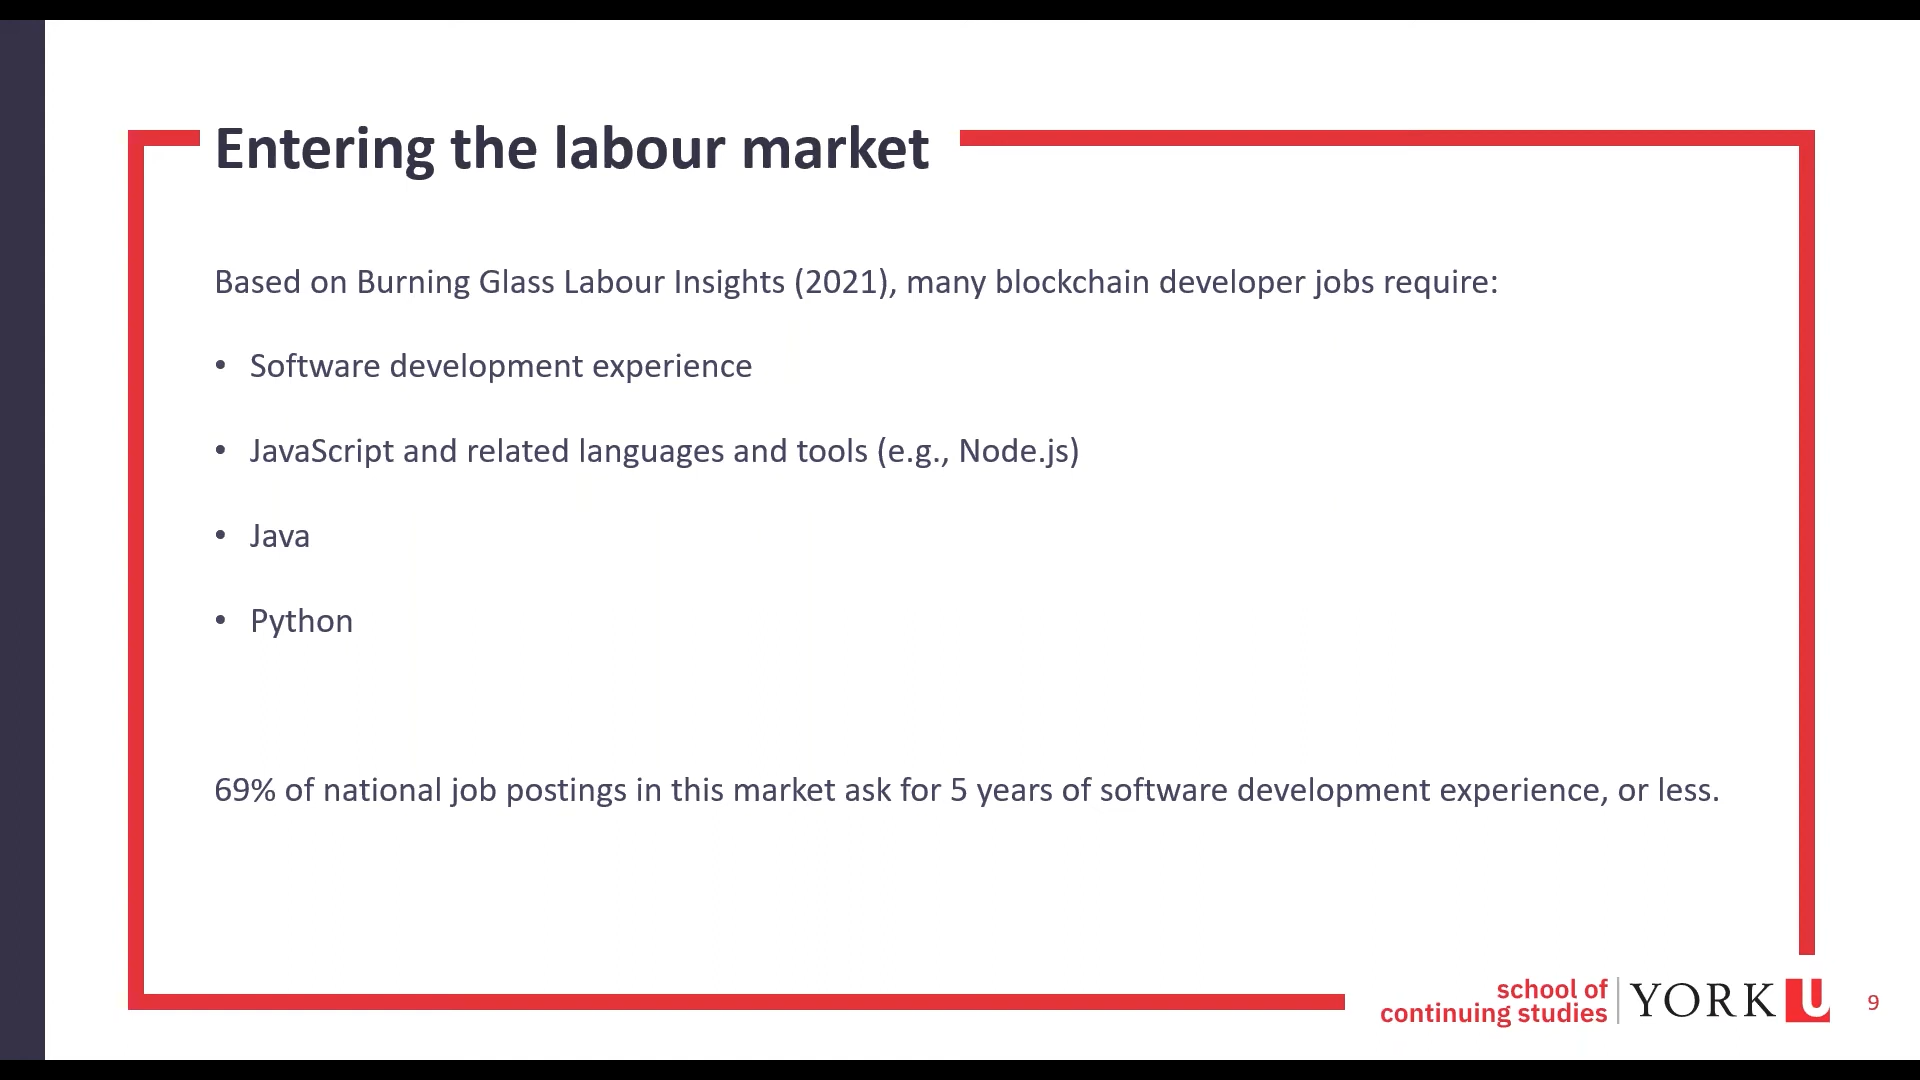 Entering the labour market
Based on Burning Glass Labour Insights (2021), many blockchain developer jobs require:
• Software development experience
• JavaScript and related languages and tools (e.g., Node.js)
• Java
• Python
69% of national job postings in this market ask for 5 years of software development experience, or less.
school of
continuing studies
YORK U
9